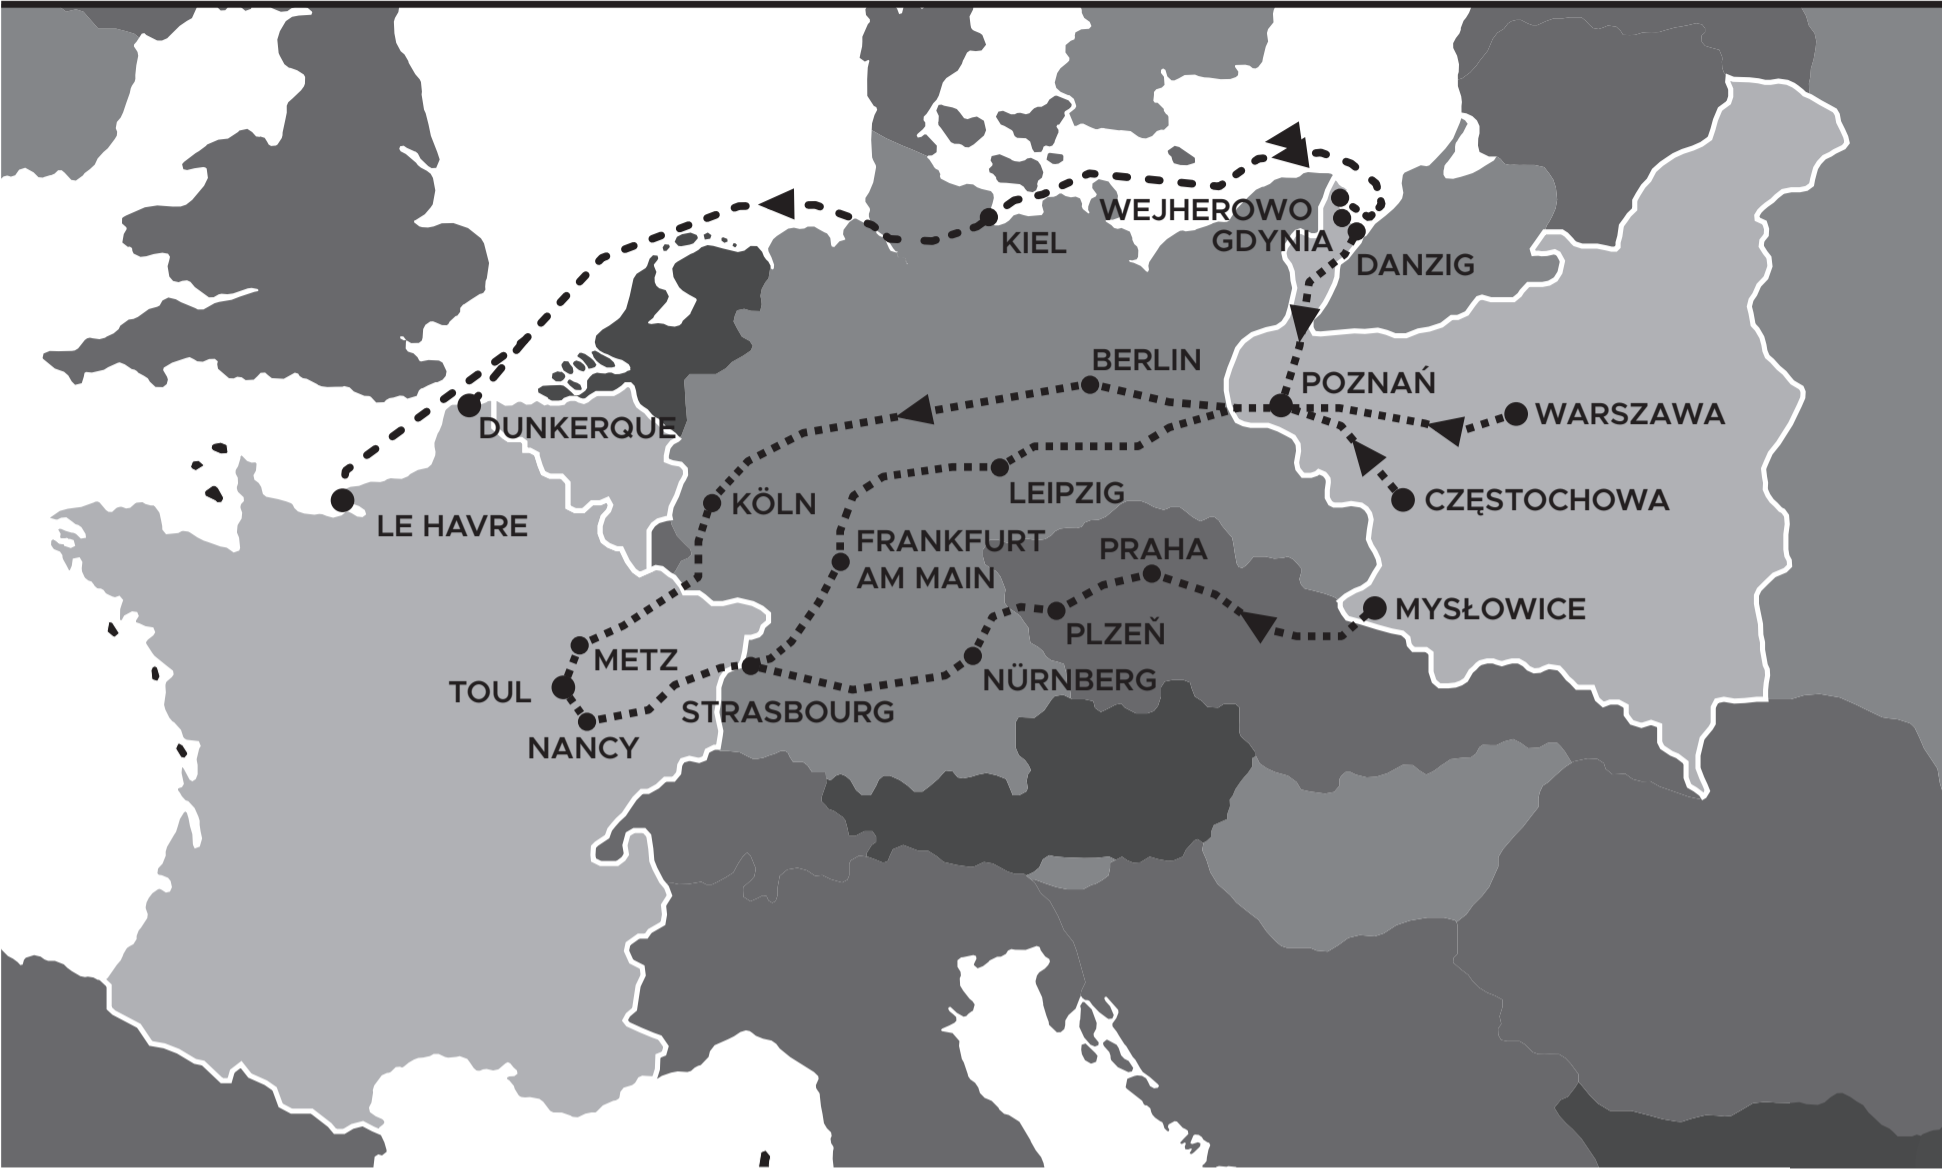 WEJHEROWO
GDYNIA
KIEL
DANZIG
BERLIN
POZNAŃ
WARSZAWA
DUNKERQUE
KÖLN
LEIPZIG
CZĘSTOCHOWA
LE HAVRE
FRANKFURT
AM MAIN
PRAHA
MYSŁOWICE
PLZEŇ
METZ
NÜRNBERG
TOUL
STRASBOURG
NANCY